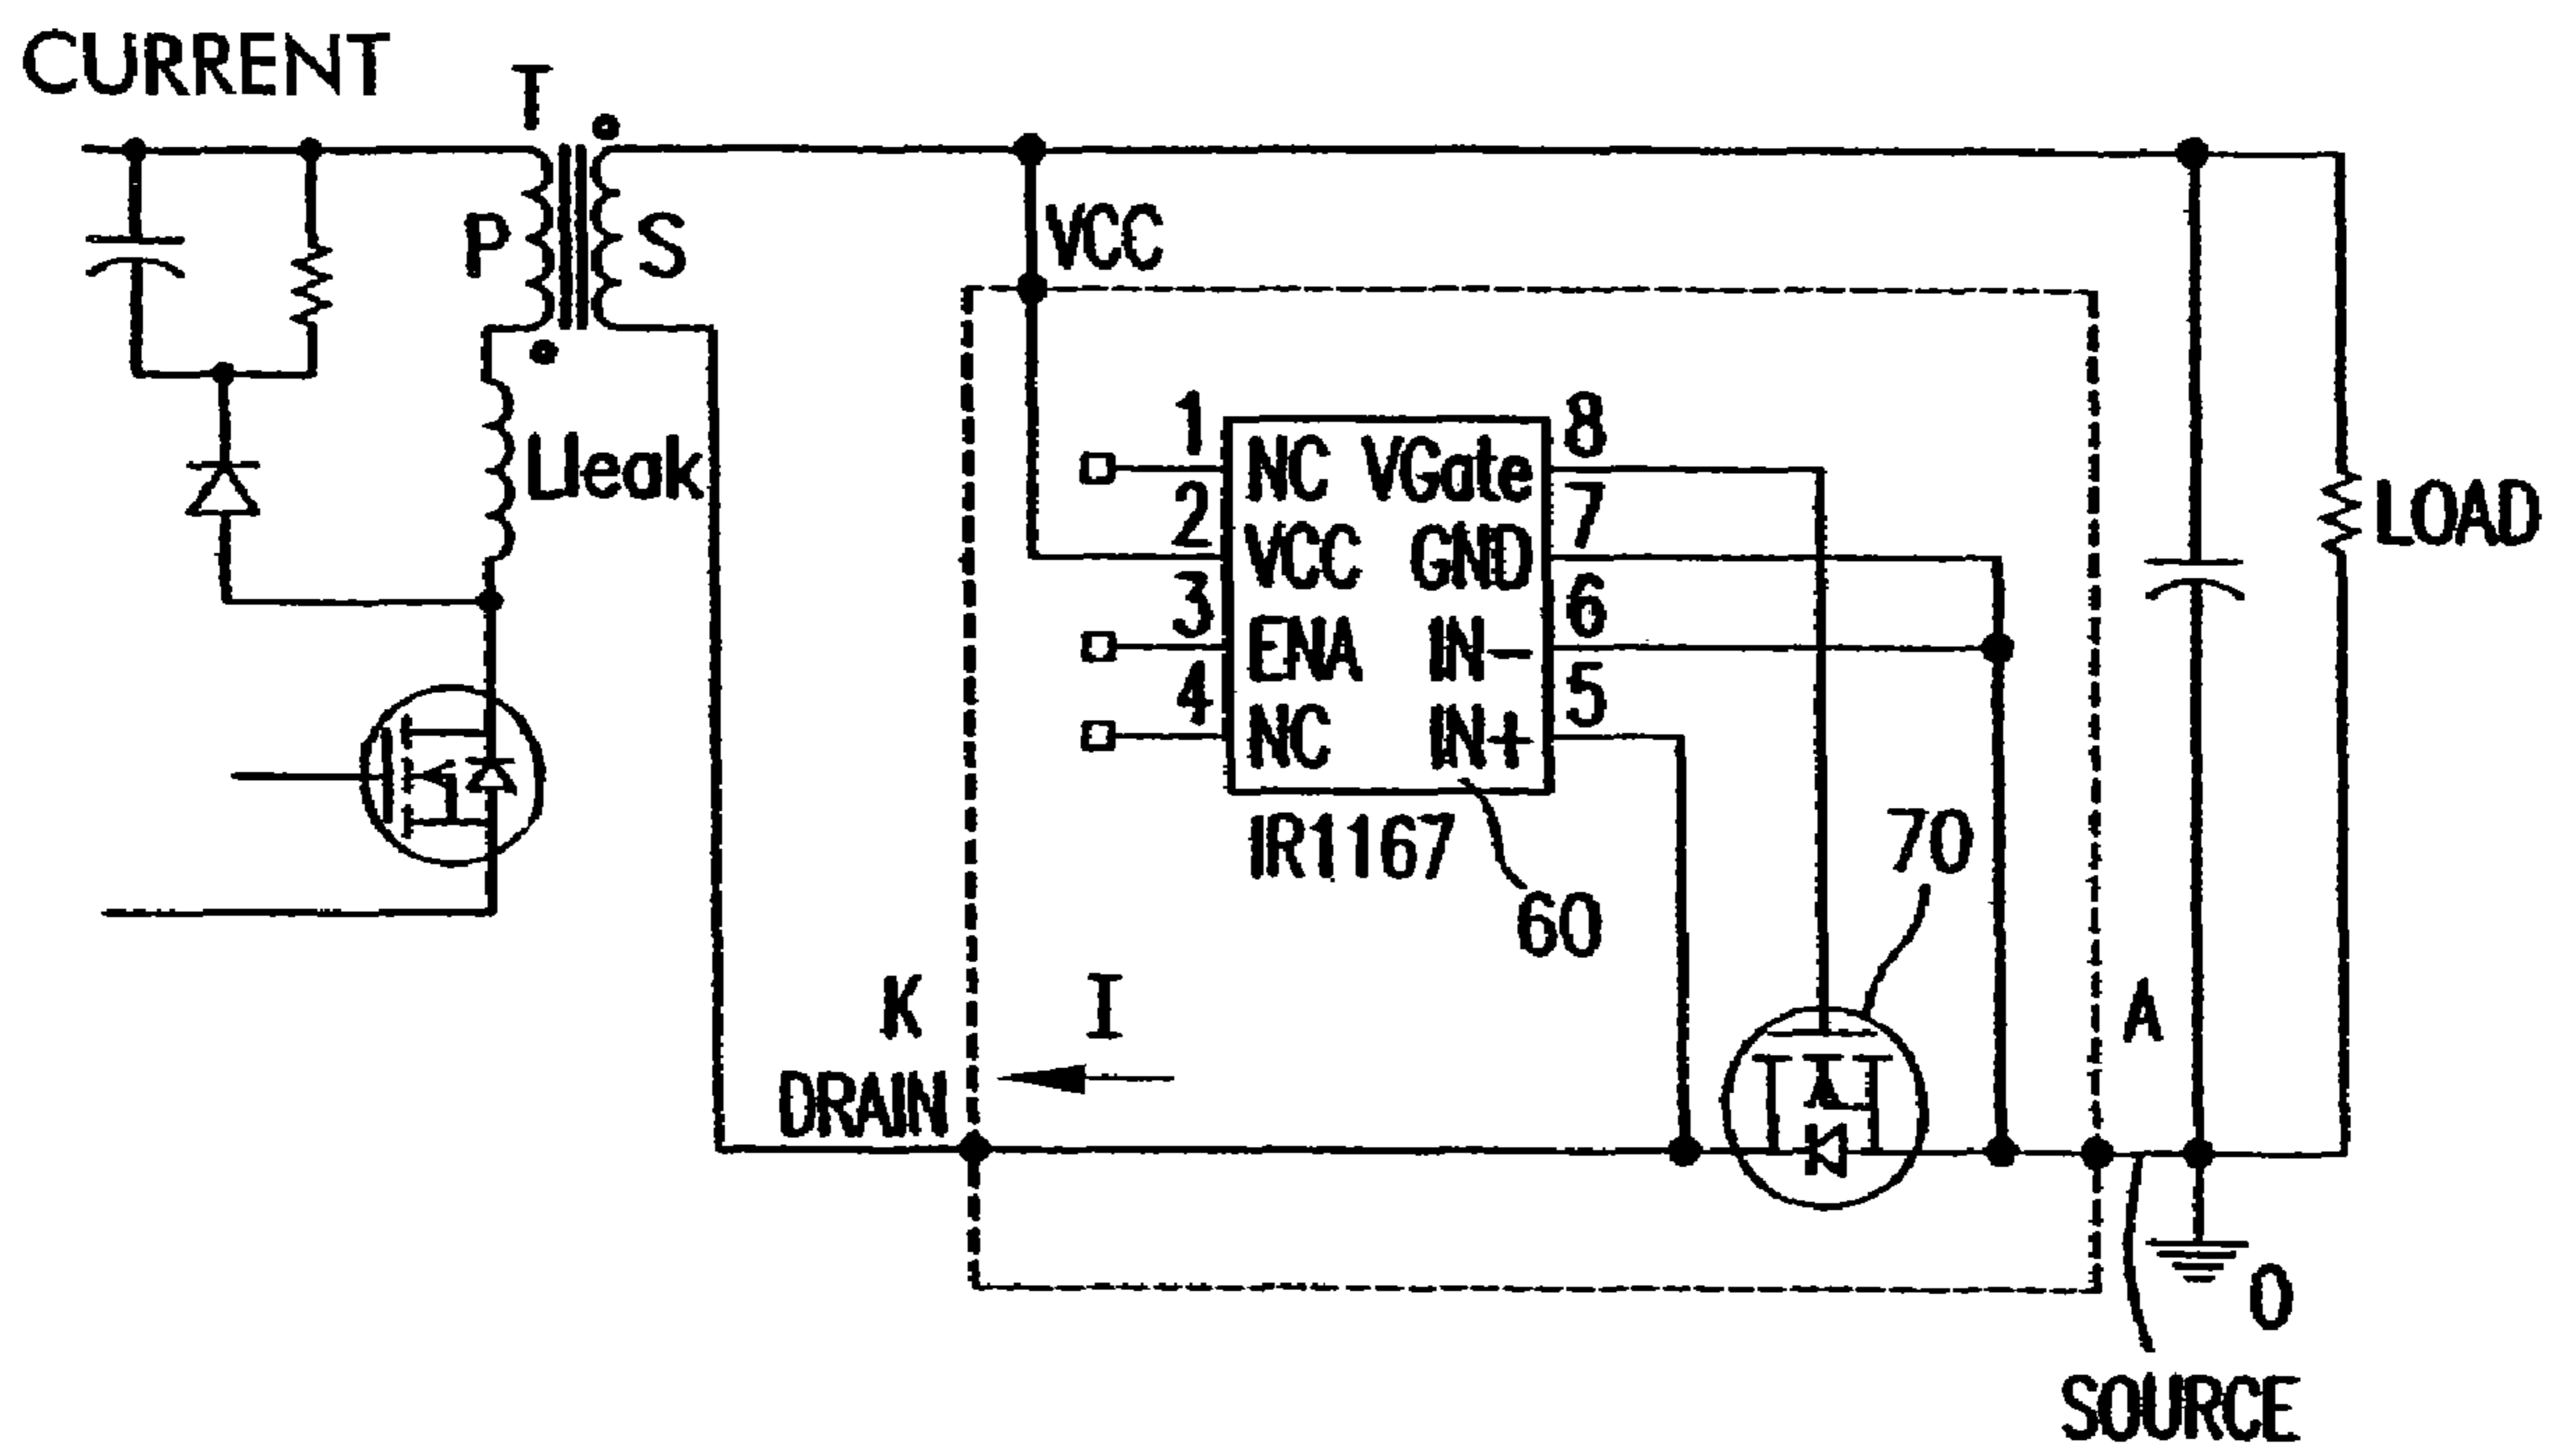 CURRENT
T
P
S
VCC
Lleak
1
NC
VGate
8
2
VCC
GND
7
3
ENA
IN-
6
4
NC
IN+
5
IR1167
60
70
LOAD
K
I
A
DRAIN
O
SOURCE